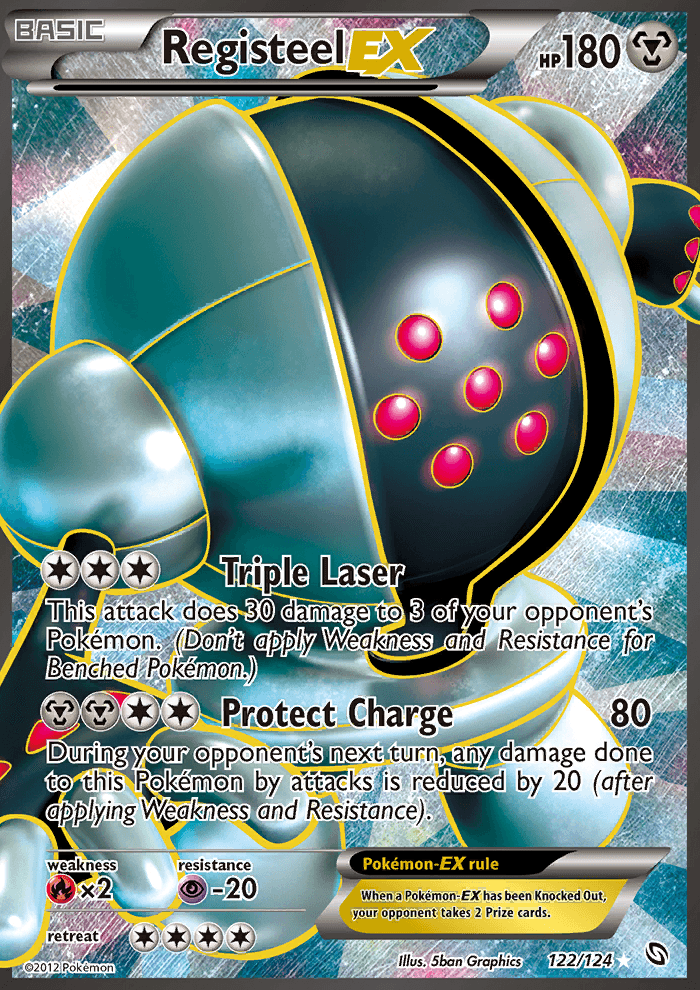 BASIC
Registeel EX
HP180
Triple Laser
This attack does 30 damage to 3 of your opponent's
Pokémon. (Don't apply Weakness and Resistance for
Benched Pokémon.)
Protect Charge 80
During your opponent's next turn, any damage done
to this Pokémon by attacks is reduced by 20 (after
applying Weakness and Resistance).
weakness resistance
×2 -20
Pokémon-EX rule
When a Pokémon-EX has been Knocked Out,
your opponent takes 2 Prize cards.
retreat
©2012 Pokémon
Illus. 5ban Graphics 122/124